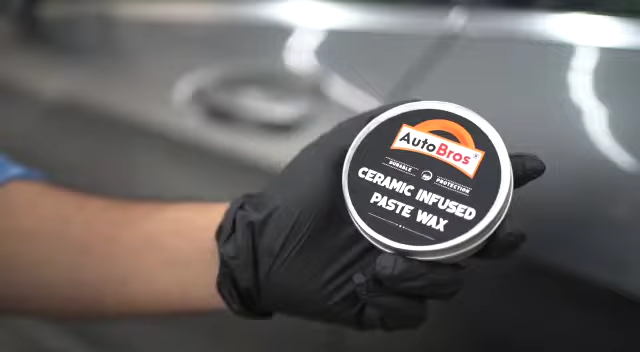 AutoBros
DURABLE PROTECTION
CERAMIC INFUSED
PASTE WAX